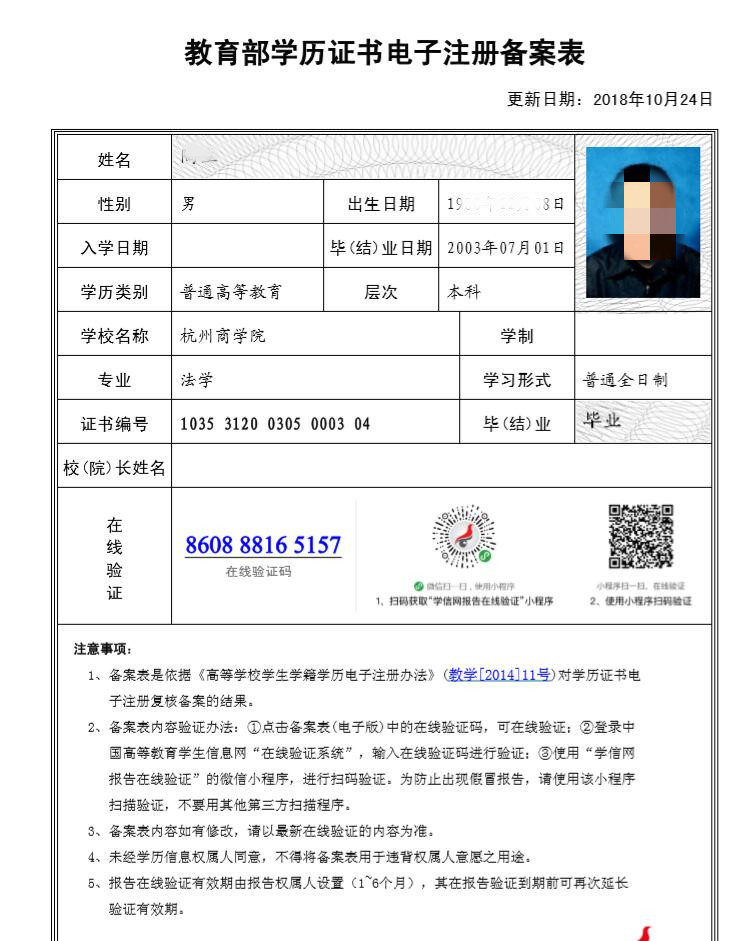 教育部学历证书电子注册备案表
更新日期：2018年10月24日
姓名
性别 男 出生日期 19 8日
入学日期 毕(结)业日期 2003年07月01日
学历类别 普通高等教育 层次 本科
学校名称 杭州商学院 学制
专业 法学 学习形式 普通全日制
证书编号 1035 3120 0305 0003 04 毕(结)业 毕业
校(院)长姓名
在线验证
8608 8816 5157
在线验证码
微信扫一扫，使用小程序
1、扫码获取“学信网报告在线验证”小程序
小程序扫一扫，在线验证
2、使用小程序扫码验证
注意事项：
1、备案表是依据《高等学校学生学籍学历电子注册办法》(教学[2014]11号)对学历证书电
子注册复核备案的结果。
2、备案表内容验证办法：①点击备案表(电子版)中的在线验证码，可在线验证；②登录中
国高等教育学生信息网“在线验证系统”，输入在线验证码进行验证；③使用“学信网
报告在线验证”的微信小程序，进行扫码验证。为防止出现假冒报告，请使用该小程序
扫描验证，不要用其他第三方扫描程序。
3、备案表内容如有修改，请以最新在线验证的内容为准。
4、未经学历信息权属人同意，不得将备案表用于违背权属人意愿之用途。
5、报告在线验证有效期由报告权属人设置（1~6个月），其在报告验证到期前可再次延长
验证有效期。